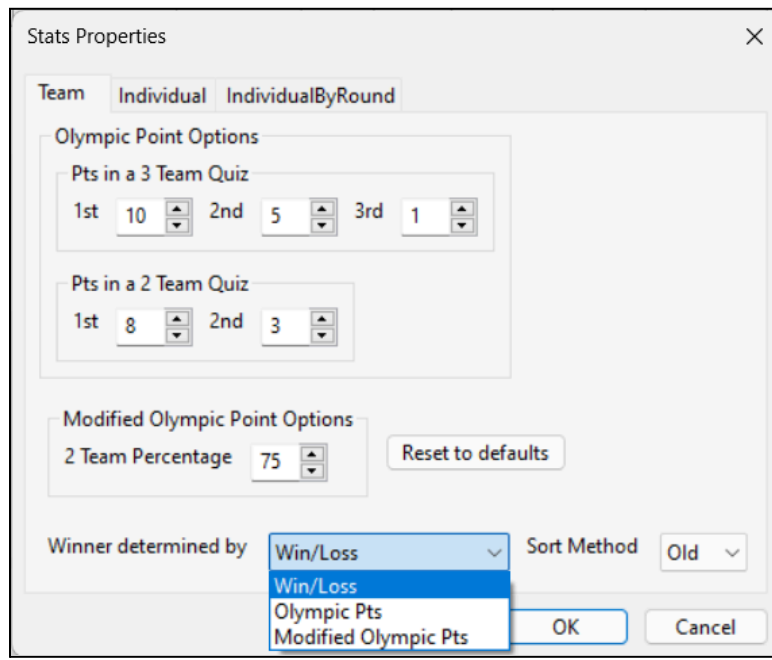 Stats Properties
Team Individual IndividualByRound
Olympic Point Options
Pts in a 3 Team Quiz
1st 10 2nd 5 3rd 1
Pts in a 2 Team Quiz
1st 8 2nd 3
Modified Olympic Point Options
2 Team Percentage 75 Reset to defaults
Winner determined by Win/Loss Sort Method Old
Win/Loss
Olympic Pts
Modified Olympic Pts
OK Cancel